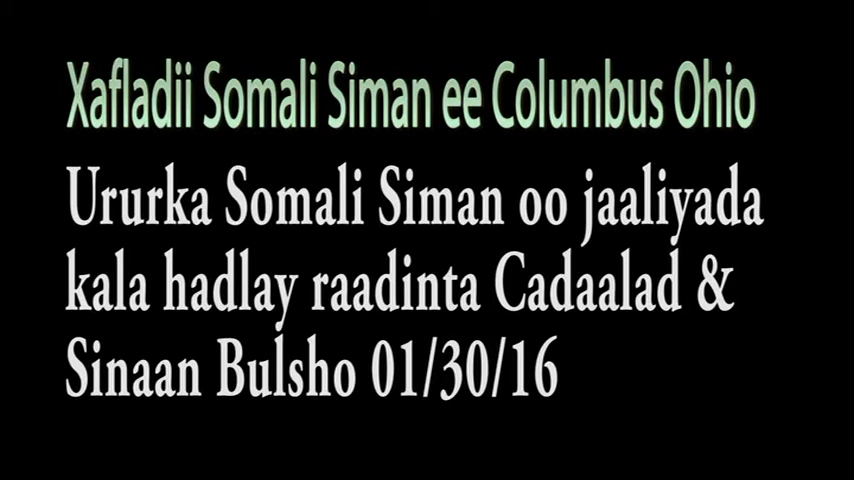 Xafladii Somali Siman ee Columbus Ohio
Ururka Somali Siman oo jaaliyada
kala hadlay raadinta Cadaalad &
Sinaan Bulsho 01/30/16